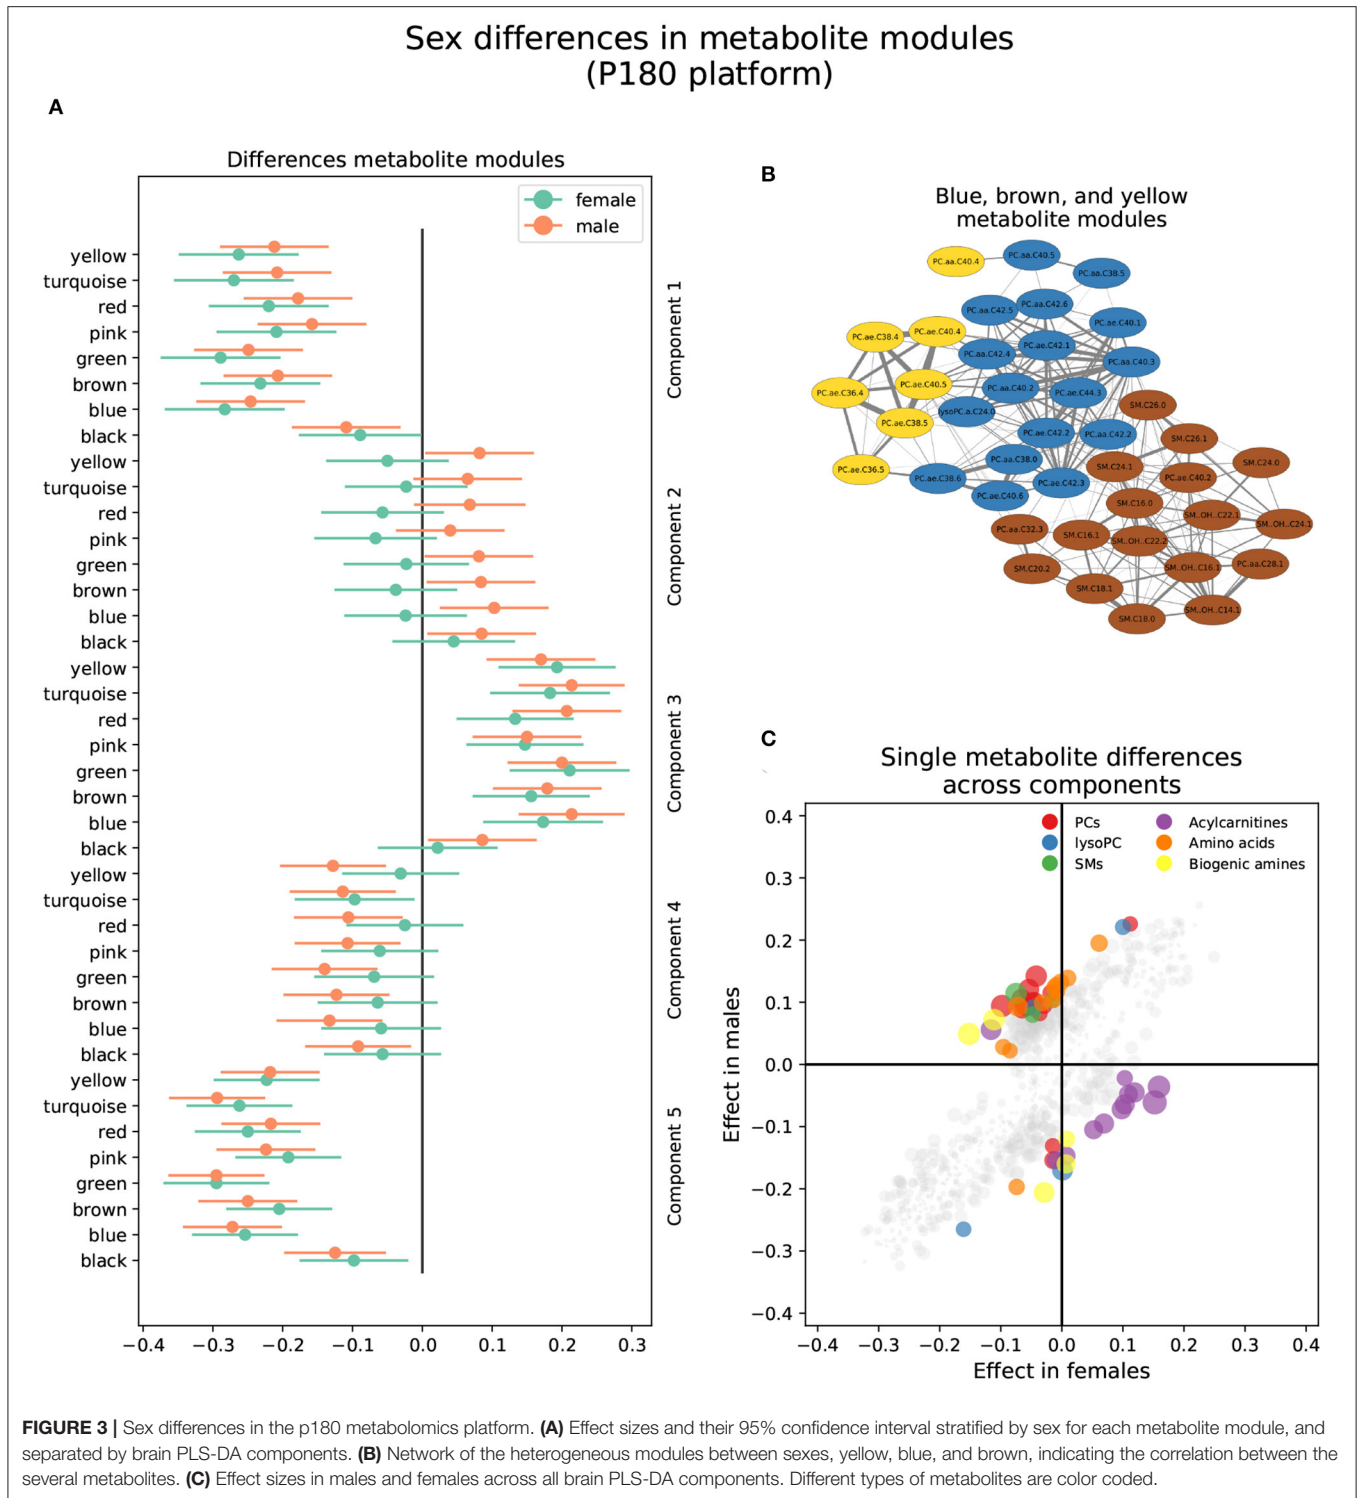 Sex differences in metabolite modules
(P180 platform)
A
Differences metabolite modules
female
male
yellow
turquoise
red
pink
green
brown
blue
black
Component 1
yellow
turquoise
red
pink
green
brown
blue
black
Component 2
yellow
turquoise
red
pink
green
brown
blue
black
Component 3
yellow
turquoise
red
pink
green
brown
blue
black
Component 4
yellow
turquoise
red
pink
green
brown
blue
black
Component 5
−0.4 −0.3 −0.2 −0.1 0.0 0.1 0.2 0.3
B
Blue, brown, and yellow
metabolite modules
PC.aa.C40.4
PC.aa.C40.5
PC.aa.C38.5
PC.aa.C42.5
PC.aa.C42.6
PC.ae.C40.1
PC.ae.C38.4
PC.ae.C40.4
PC.ae.C42.1
PC.aa.C42.4
PC.aa.C40.3
PC.ae.C36.4
PC.ae.C40.5
PC.aa.C40.2
PC.ae.C44.3
PC.ae.C38.5
lysoPC.a.C24.0
SM.C26.0
PC.ae.C42.2
PC.aa.C42.2
SM.C26.1
PC.ae.C36.5
PC.ae.C38.6
PC.aa.C38.0
SM.C24.1
SM.C24.0
PC.ae.C42.3
PC.ae.C40.2
PC.ae.C40.6
SM.C16.0
SM..OH..C22.1
SM..OH..C24.1
PC.aa.C32.3
SM.C16.1
SM..OH..C22.2
SM.C20.2
SM..OH..C16.1
PC.aa.C28.1
SM.C18.1
SM.C18.0
SM..OH..C14.1
C
Single metabolite differences
across components
PCs
lysoPC
SMs
Acylcarnitines
Amino acids
Biogenic amines
Effect in males
0.4
0.3
0.2
0.1
0.0
−0.1
−0.2
−0.3
−0.4
−0.4 −0.3 −0.2 −0.1 0.0 0.1 0.2 0.3 0.4
Effect in females
FIGURE 3 | Sex differences in the p180 metabolomics platform. (A) Effect sizes and their 95% confidence interval stratified by sex for each metabolite module, and
separated by brain PLS-DA components. (B) Network of the heterogeneous modules between sexes, yellow, blue, and brown, indicating the correlation between the
several metabolites. (C) Effect sizes in males and females across all brain PLS-DA components. Different types of metabolites are color coded.